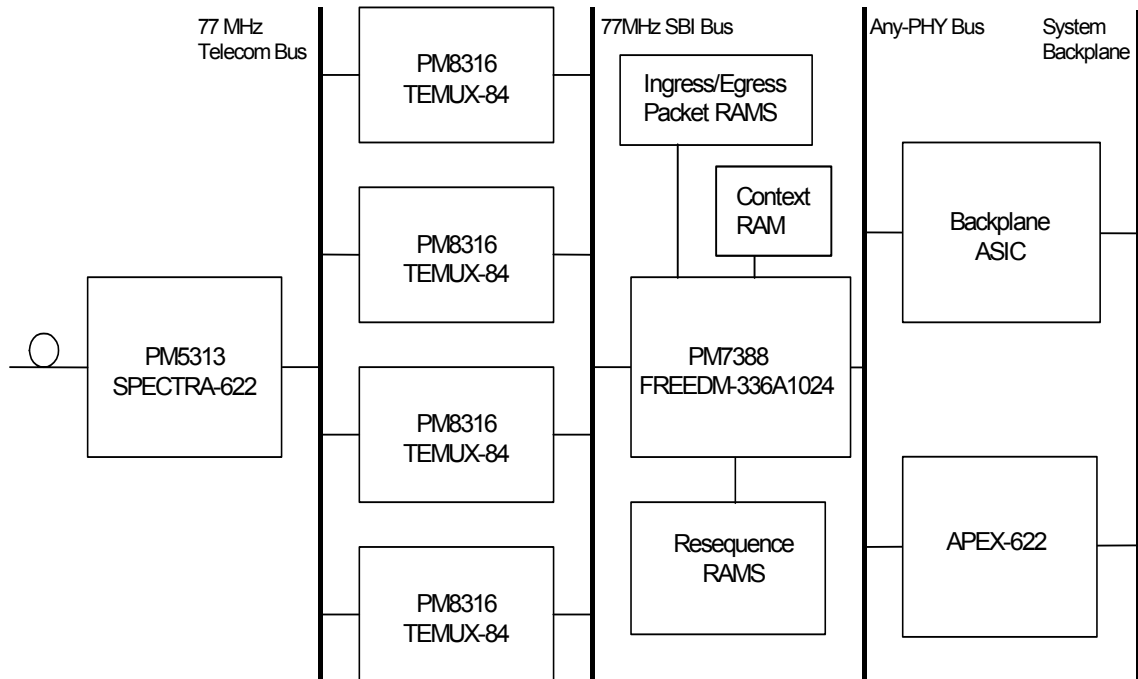 77 MHz
Telecom Bus
77MHz SBI Bus
Any-PHY Bus
System
Backplane
PM8316
TEMUX-84
Ingress/Egress
Packet RAMS
Context
RAM
PM8316
TEMUX-84
Backplane
ASIC
PM5313
SPECTRA-622
PM7388
FREEDM-336A1024
PM8316
TEMUX-84
Resequence
RAMS
APEX-622
PM8316
TEMUX-84